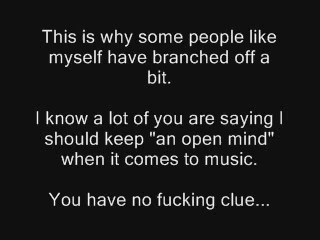 This is why some people like
myself have branched off a
bit.
I know a lot of you are saying I
should keep "an open mind"
when it comes to music.
You have no fucking clue...